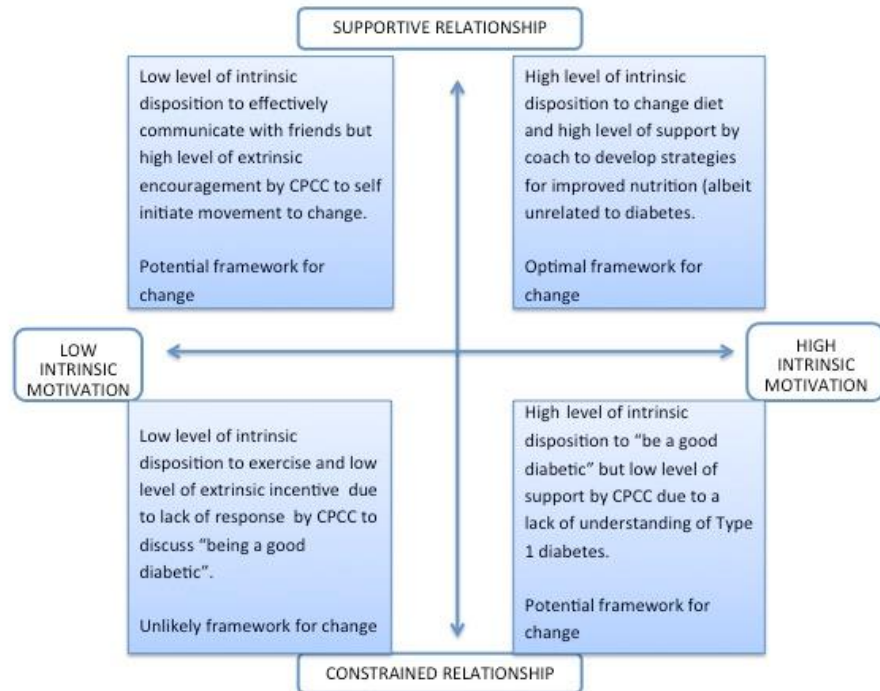 SUPPORTIVE RELATIONSHIP
Low level of intrinsic
disposition to effectively
communicate with friends but
high level of extrinsic
encouragement by CPCC to self
initiate movement to change.
Potential framework for
change
High level of intrinsic
disposition to change diet
and high level of support by
coach to develop strategies
for improved nutrition (albeit
unrelated to diabetes.
Optimal framework for
change
LOW
INTRINSIC
MOTIVATION
HIGH
INTRINSIC
MOTIVATION
Low level of intrinsic
disposition to exercise and low
level of extrinsic incentive due
to lack of response by CPCC to
discuss “being a good
diabetic”.
Unlikely framework for change
High level of intrinsic
disposition to “be a good
diabetic” but low level of
support by CPCC due to a
lack of understanding of Type
1 diabetes.
Potential framework for
change
CONSTRAINED RELATIONSHIP